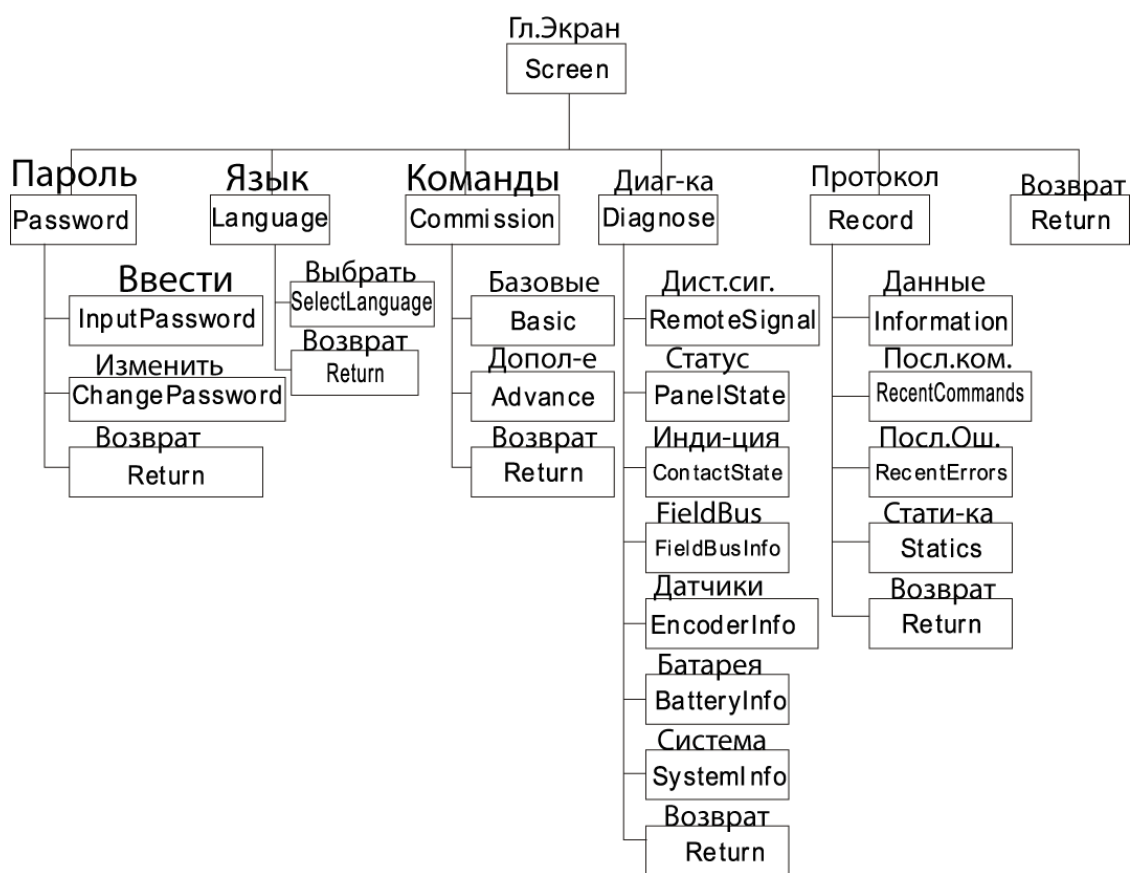 Гл.Экран
Screen
Пароль
Password
Ввести
InputPassword
Изменить
ChangePassword
Возврат
Return
Язык
Language
Выбрать
SelectLanguage
Возврат
Return
Команды
Commission
Базовые
Basic
Допол-е
Advance
Возврат
Return
Диаг-ка
Diagnose
Дист.сиг.
RemoteSignal
Статус
PanelState
Инди-ция
ContactState
FieldBus
FieldBusInfo
Датчики
EncoderInfo
Батарея
BatteryInfo
Система
SystemInfo
Возврат
Return
Протокол
Record
Данные
Information
Посл.ком.
RecentCommands
Посл.Ош.
RecentErrors
Стати-ка
Statics
Возврат
Return
Возврат
Return